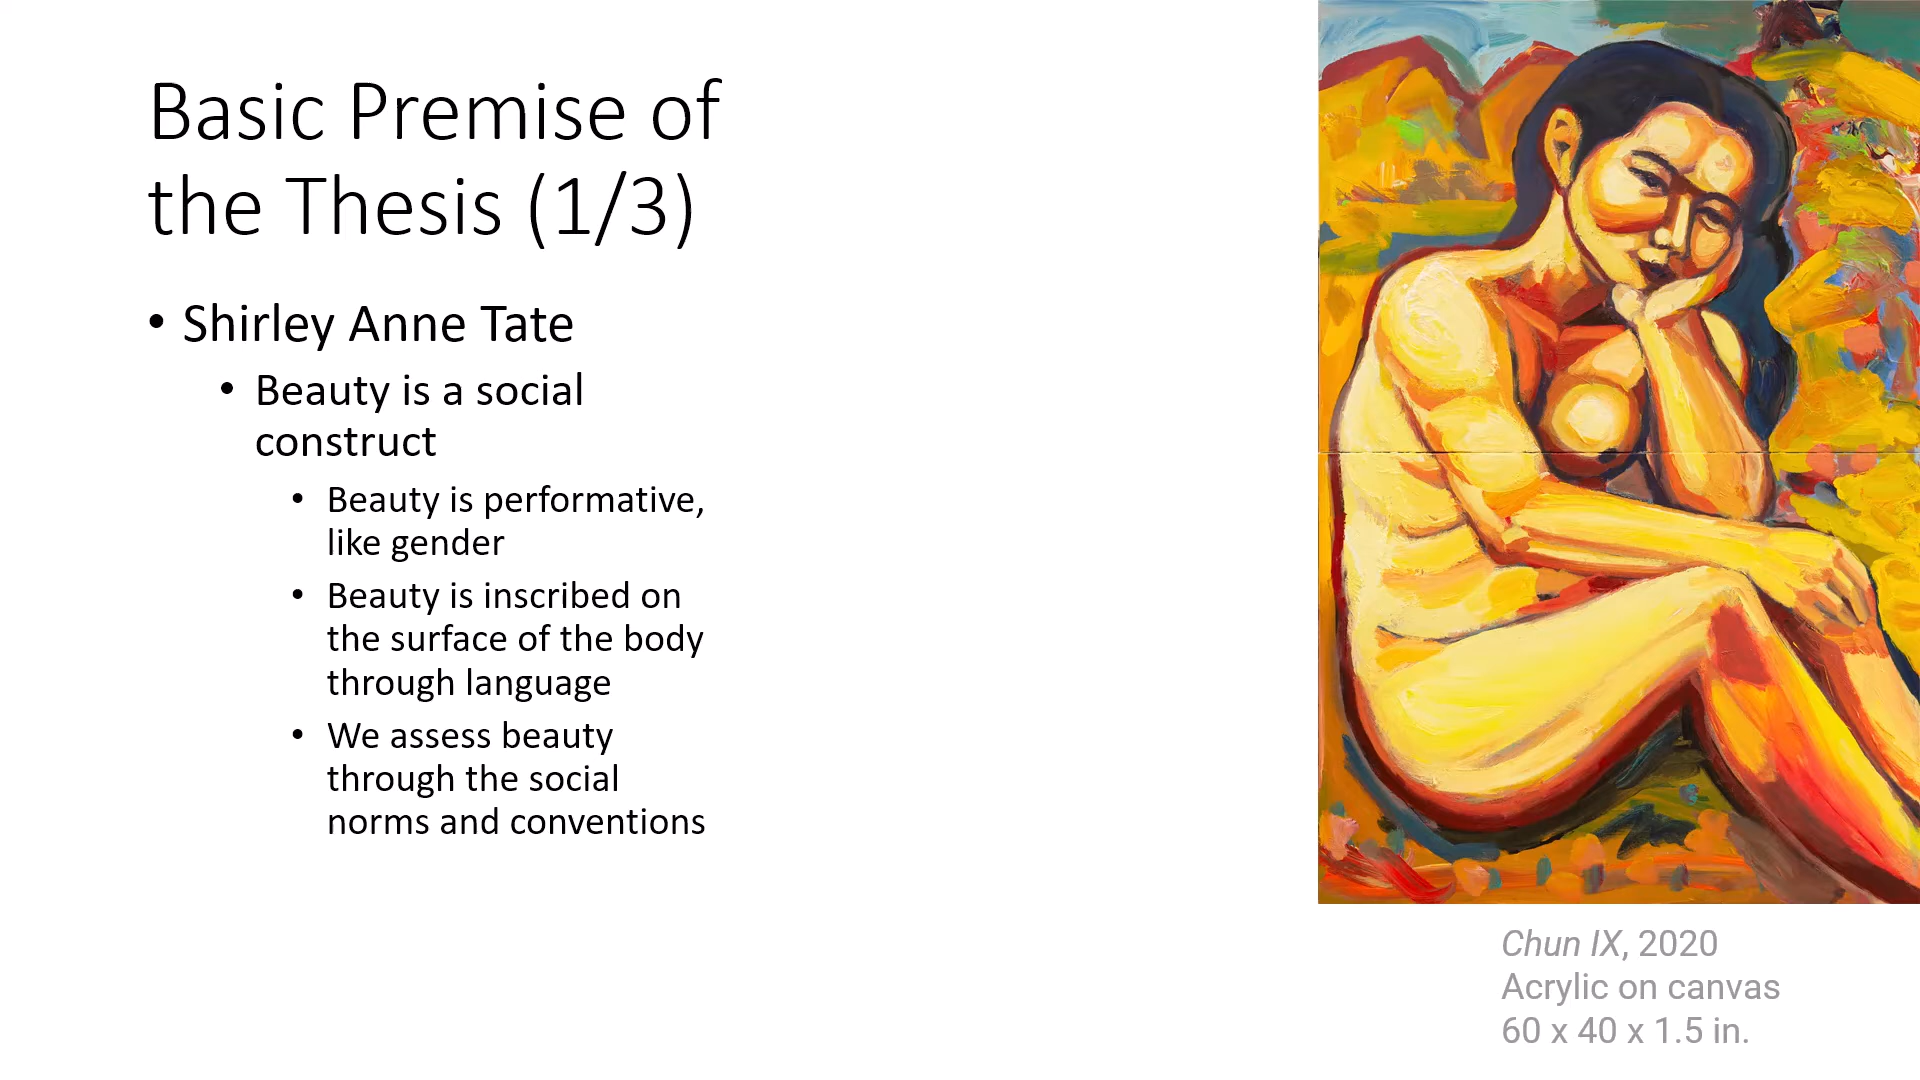 Basic Premise of
the Thesis (1/3)
• Shirley Anne Tate
• Beauty is a social
construct
• Beauty is performative,
like gender
• Beauty is inscribed on
the surface of the body
through language
• We assess beauty
through the social
norms and conventions
Chun IX, 2020
Acrylic on canvas
60 x 40 x 1.5 in.